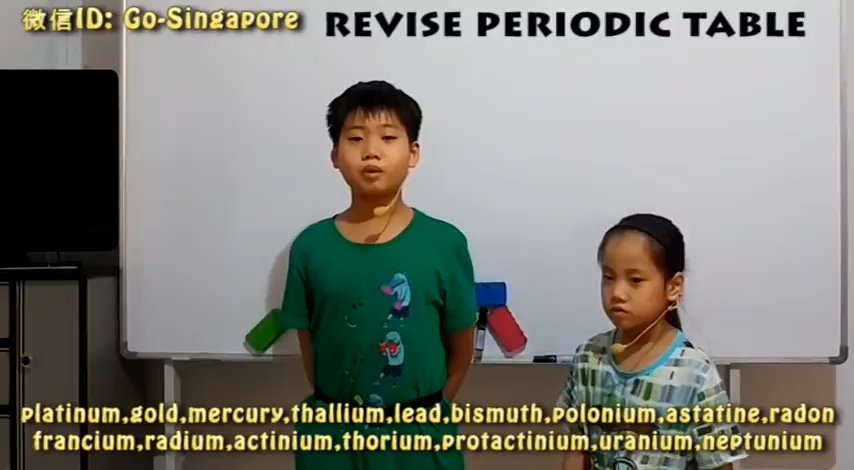 微信ID: Go-Singapore
REVISE PERIODIC TABLE
platinum,gold,mercury,thallium,lead,bismuth,polonium,astatine,radon
francium,radium,actinium,thorium,protactinium,uranium,neptunium